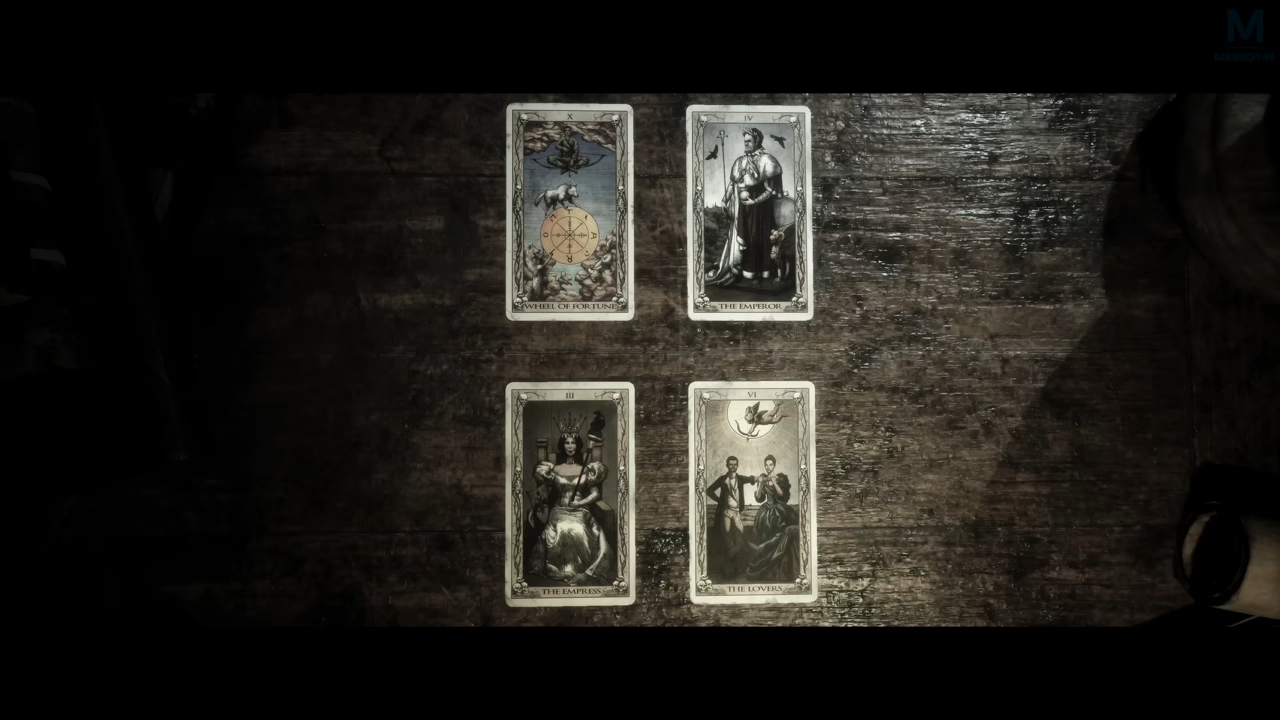 M
X
IV
WHEEL OF FORTUNE
THE EMPEROR
III
VI
THE EMPRESS
THE LOVERS